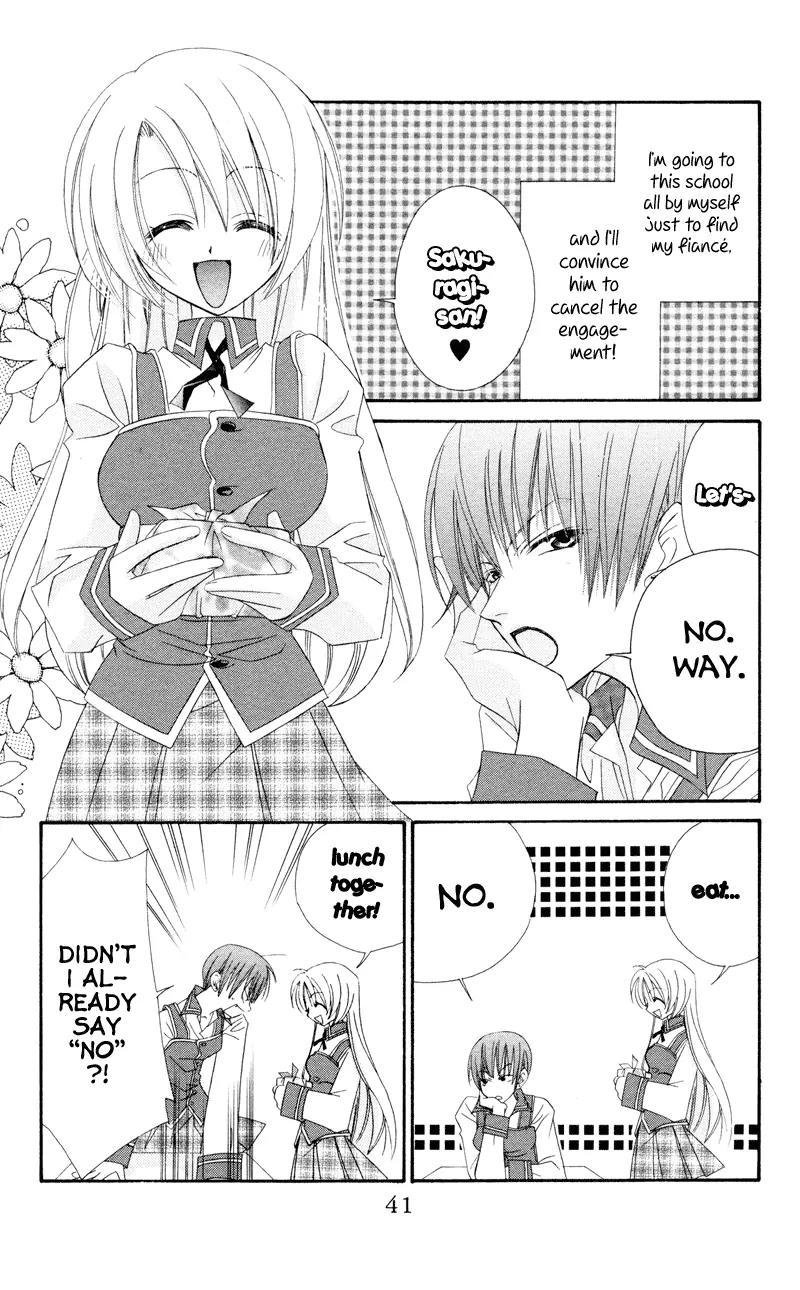 I'm going to
this school
all by myself
just to find
my fiancé,
and I'll
convince
him to
cancel the
engage-
ment!
Saku-
ragi-
san!
♥
Let's-
NO.
WAY.
eat...
NO.
lunch
toge-
ther!
DIDN'T
I AL-
READY
SAY
"NO"
?!
41